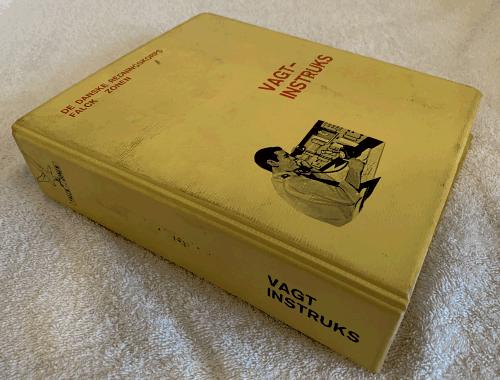 DE DANSKE REDNINGSKORPS
FALCK ZONEN
VAGT-
INSTRUKS
VAGT
INSTRUKS